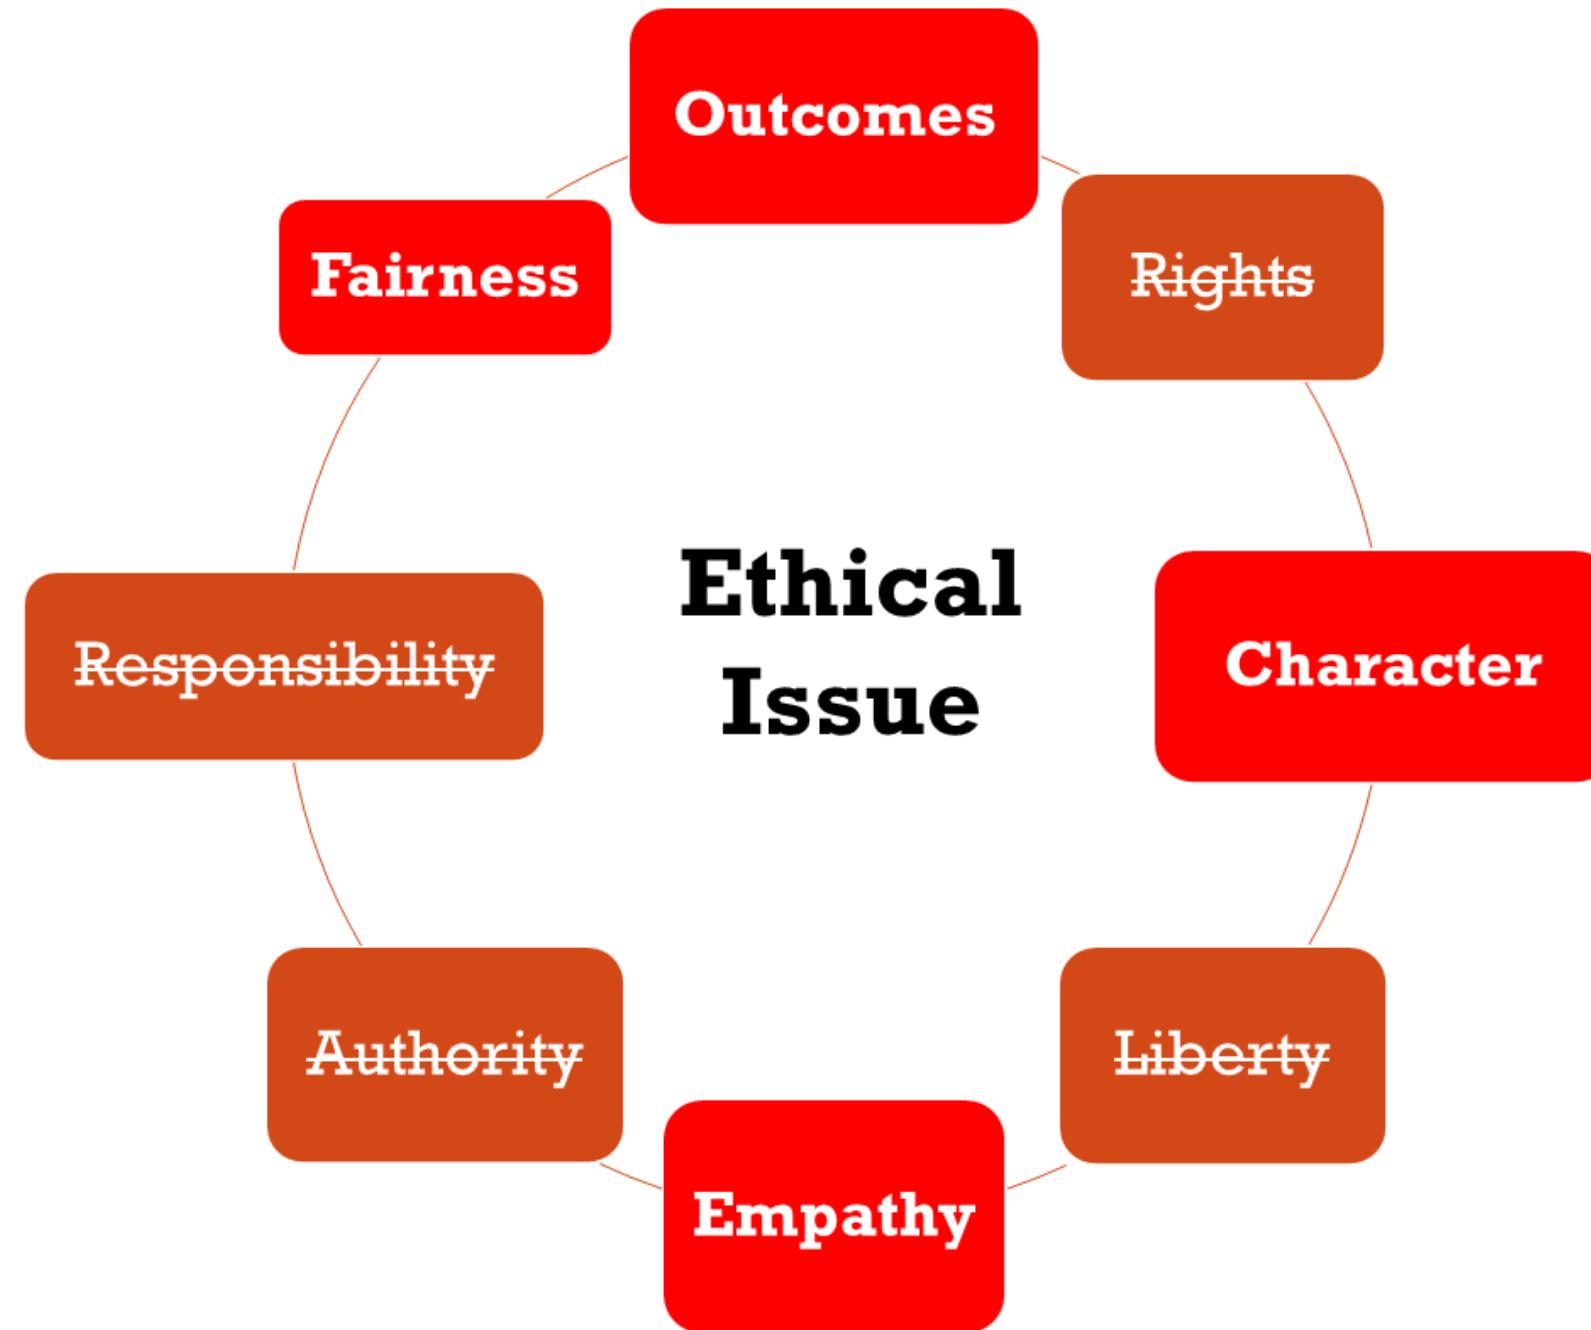 Outcomes
Fairness
Rights
Ethical
Issue
Responsibility
Character
Authority
Liberty
Empathy